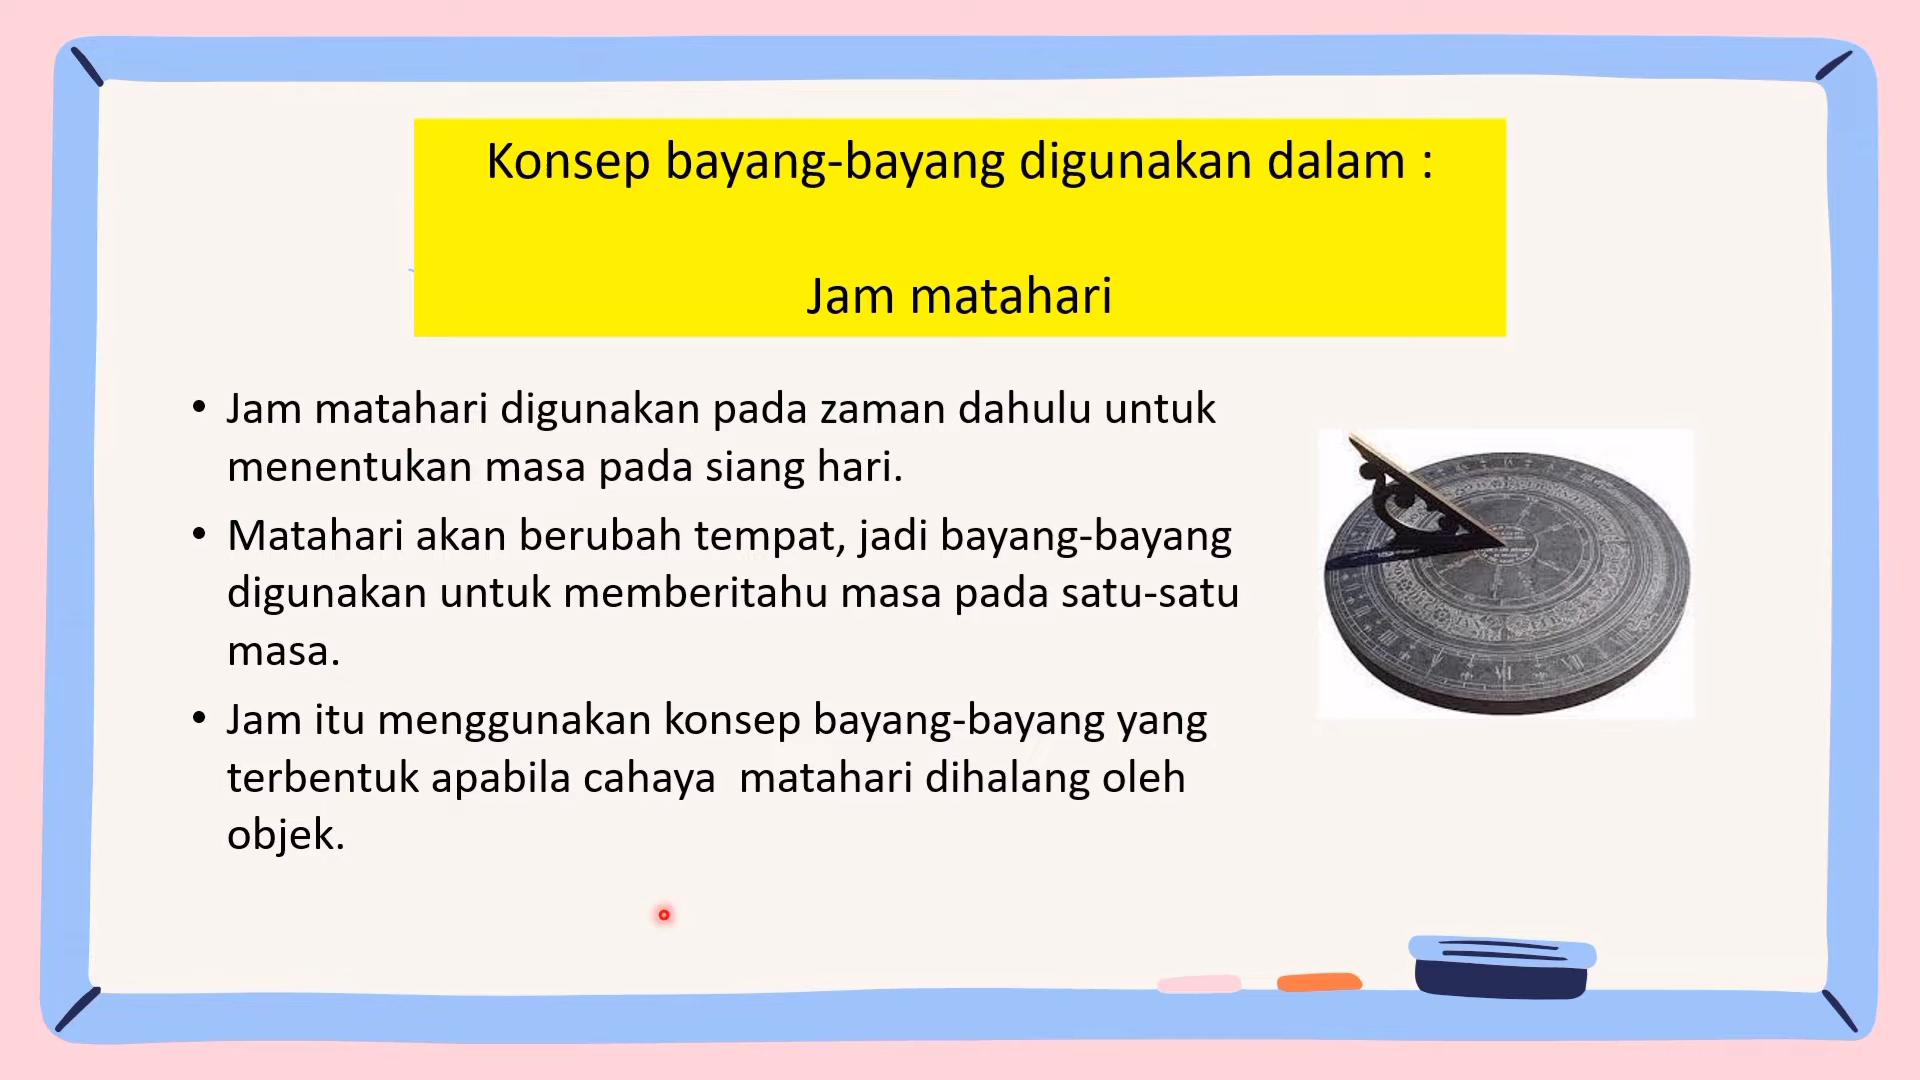 Konsep bayang-bayang digunakan dalam :
Jam matahari
• Jam matahari digunakan pada zaman dahulu untuk
menentukan masa pada siang hari.
• Matahari akan berubah tempat, jadi bayang-bayang
digunakan untuk memberitahu masa pada satu-satu
masa.
• Jam itu menggunakan konsep bayang-bayang yang
terbentuk apabila cahaya  matahari dihalang oleh
objek.